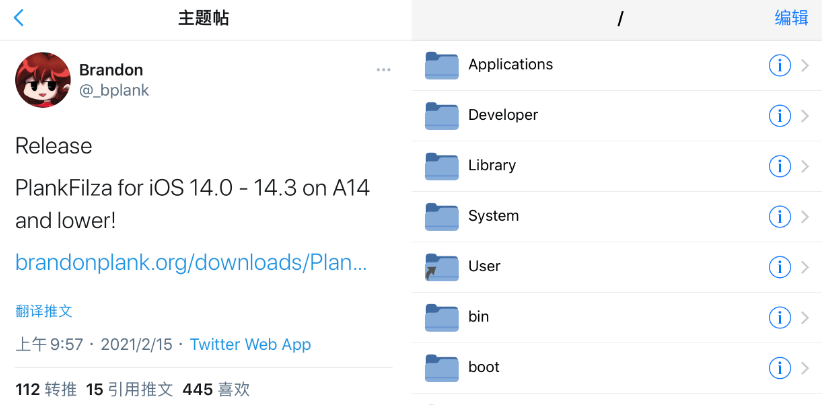 主题帖
Brandon
@_bplank
Release
PlankFilza for iOS 14.0 - 14.3 on A14
and lower!
brandonplank.org/downloads/Plan...
翻译推文
上午 9:57 · 2021/2/15 · Twitter Web App
112 转推 15 引用推文 445 喜欢
/
编辑
Applications
Developer
Library
System
User
bin
boot